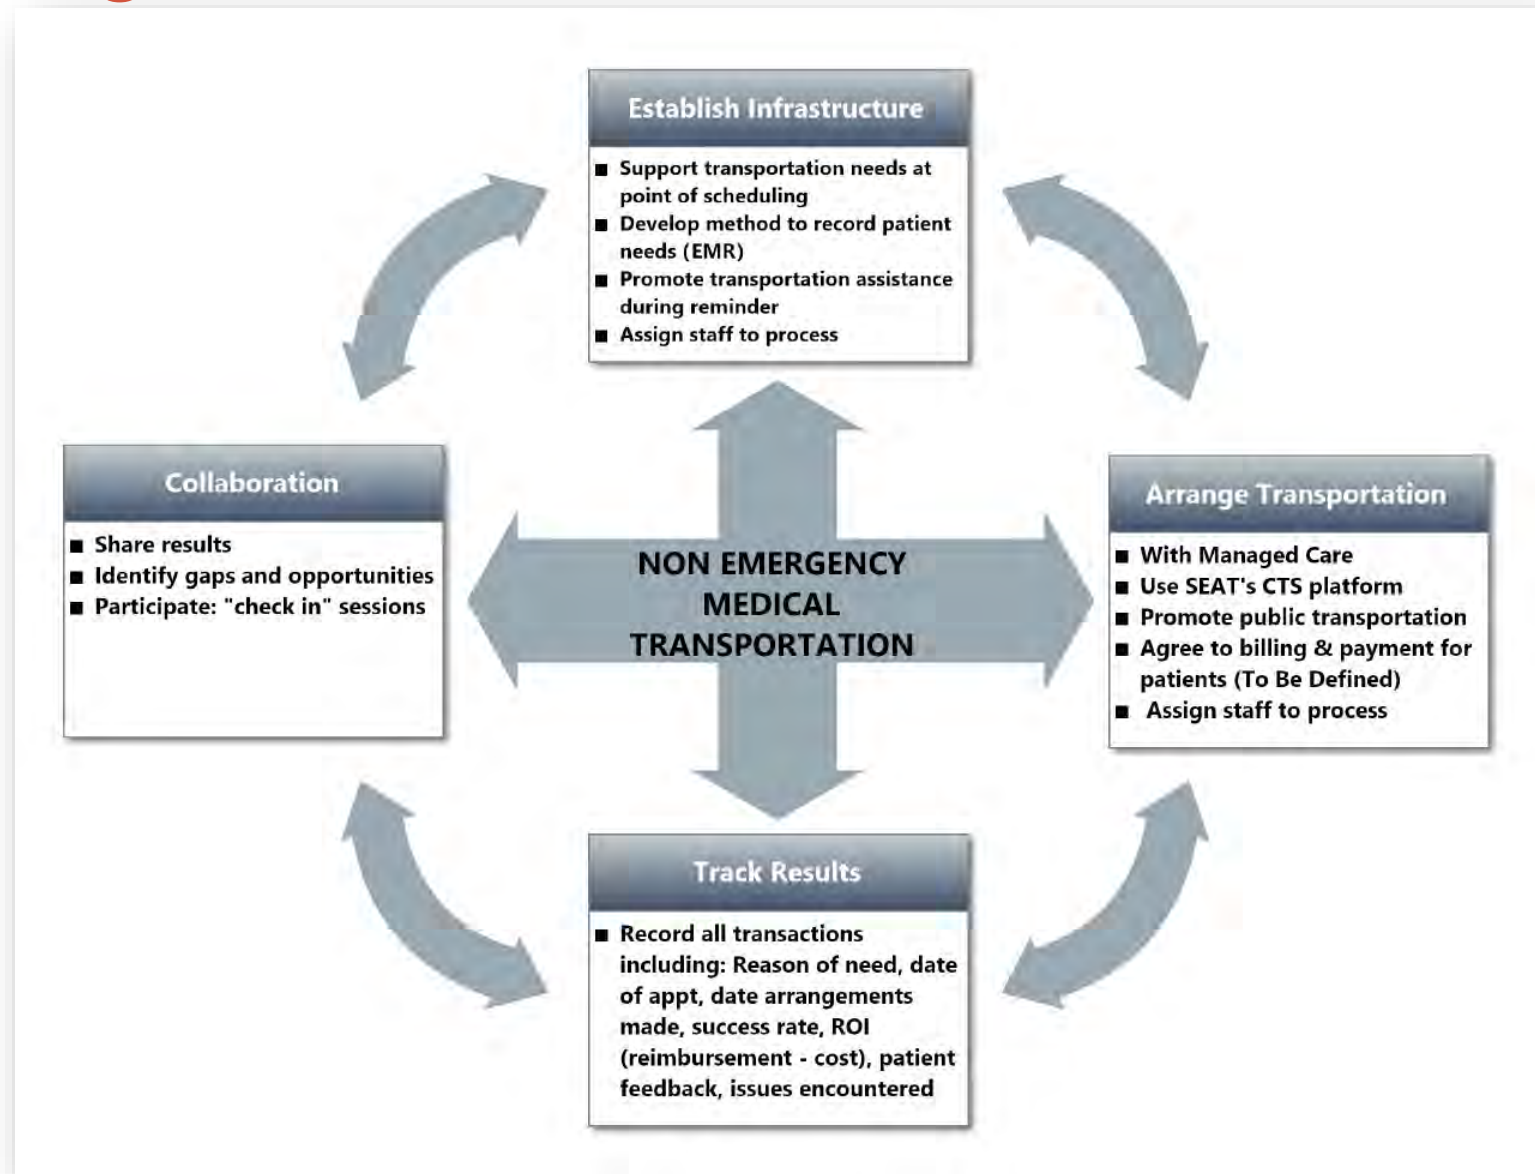 Establish Infrastructure
■ Support transportation needs at
point of scheduling
■ Develop method to record patient
needs (EMR)
■ Promote transportation assistance
during reminder
■ Assign staff to process
Collaboration
■ Share results
■ Identify gaps and opportunities
■ Participate: "check in" sessions
NON EMERGENCY
MEDICAL
TRANSPORTATION
Arrange Transportation
■ With Managed Care
■ Use SEAT's CTS platform
■ Promote public transportation
■ Agree to billing & payment for
patients (To Be Defined)
■ Assign staff to process
Track Results
■ Record all transactions
including: Reason of need, date
of appt, date arrangements
made, success rate, ROI
(reimbursement - cost), patient
feedback, issues encountered